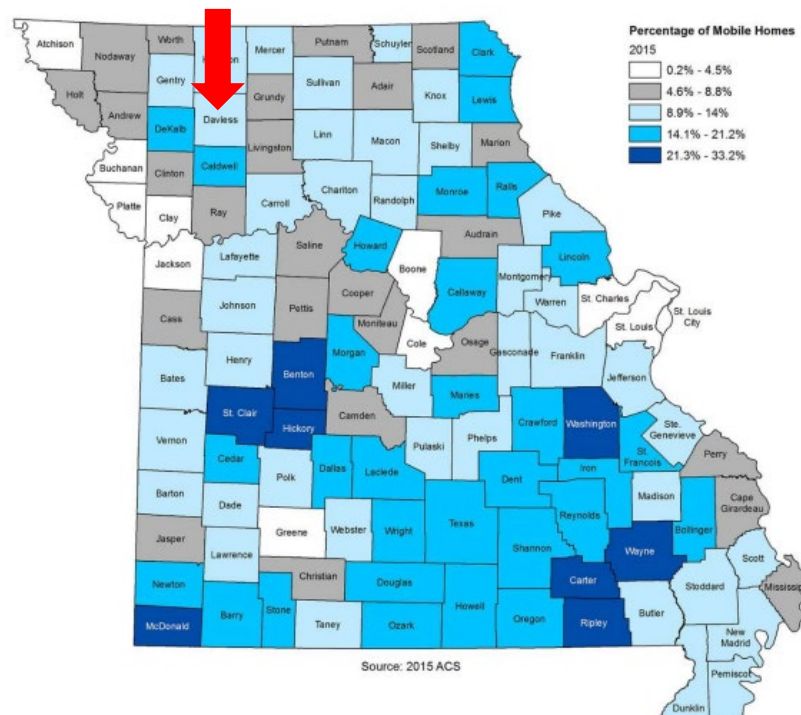 Percentage of Mobile Homes
2015
0.2% - 4.5%
4.6% - 8.8%
8.9% - 14%
14.1% - 21.2%
21.3% - 33.2%
Atchison
Worth
Nodaway
Mercer
Putnam
Schuyler
Scotland
Clark
Gentry
Holt
Andrew
Sullivan
Adair
Knox
Lewis
Grundy
DeKalb
Daviess
Linn
Macon
Shelby
Marion
Livingston
Buchanan
Clinton
Caldwell
Chariton
Randolph
Monroe
Ralls
Platte
Clay
Ray
Carroll
Pike
Audrain
Saline
Howard
Boone
Jackson
Lafayette
Callaway
Montgomery
Lincoln
Warren
St. Charles
St. Louis
City
St. Louis
Johnson
Pettis
Cooper
Moniteau
Cole
Osage
Gasconade
Franklin
Cass
Morgan
Jefferson
Henry
Benton
Miller
Maries
Bates
St. Clair
Hickory
Camden
Crawford
Washington
Ste.
Genevieve
St.
Francois
Perry
Pulaski
Phelps
Vernon
Cedar
Polk
Dallas
Laclede
Dent
Iron
Madison
Cape
Girardeau
Barton
Dade
Reynolds
Bollinger
Greene
Webster
Wright
Texas
Shannon
Wayne
Jasper
Lawrence
Scott
Mississip
Christian
Douglas
Carter
Stoddard
Newton
Stone
Howell
Oregon
Ripley
Butler
McDonald
Barry
Taney
Ozark
New
Madrid
Pemiscot
Dunklin
Source: 2015 ACS